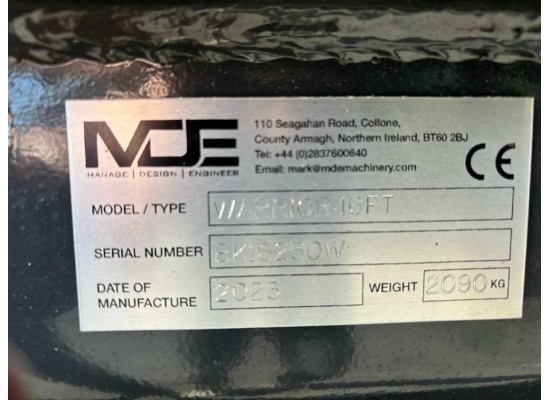 MDE
MANAGE | DESIGN | ENGINEER
110 Seagahan Road, Collone,
County Armagh, Northern Ireland, BT60 2BJ
Tel: +44 (0)2837600640
Email: mark@mdemachinery.com
CE
MODEL / TYPE WARRIOR
SERIAL NUMBER
DATE OF MANUFACTURE 2023 WEIGHT 2090 KG